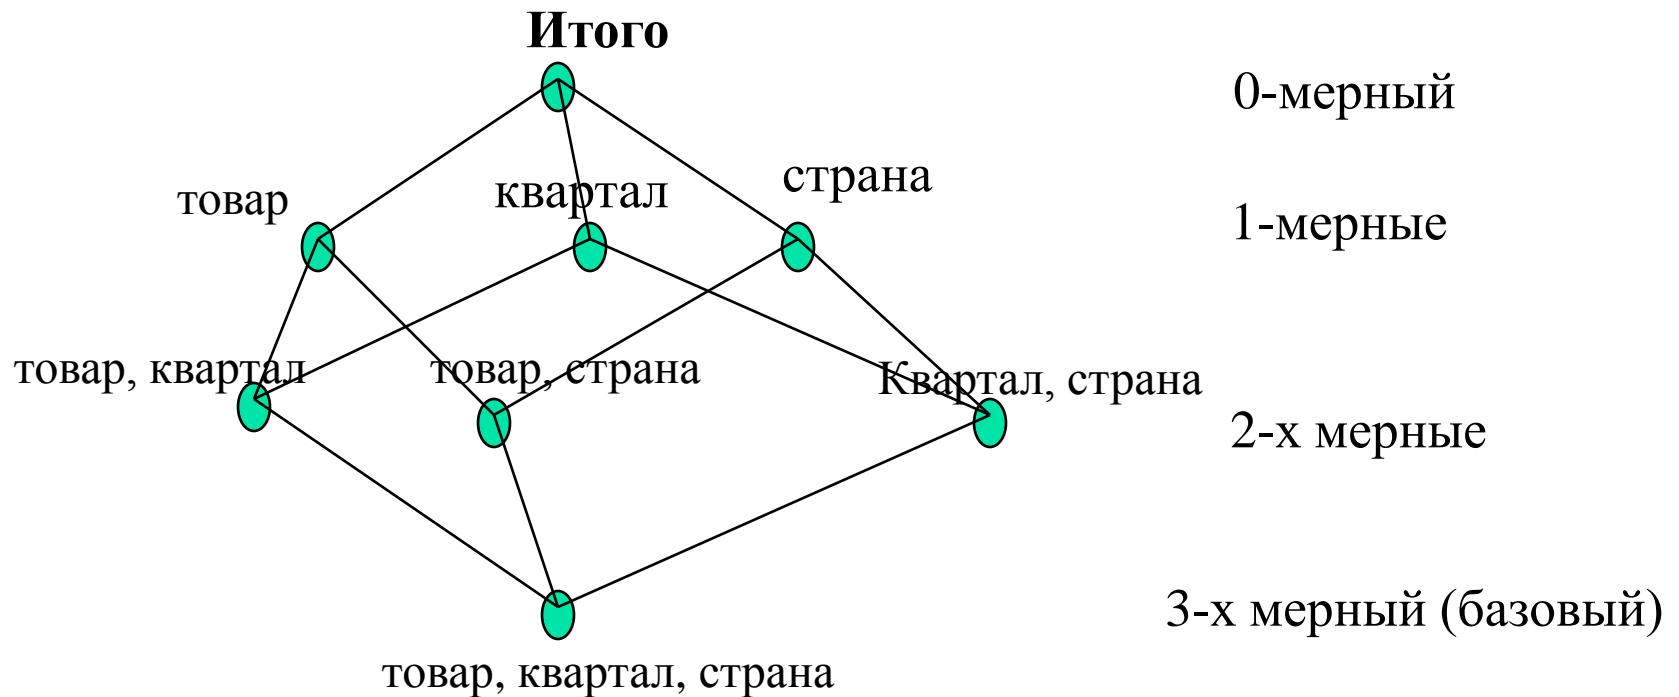 Итого
0-мерный
товар
квартал
страна
1-мерные
товар, квартал
товар, страна
Квартал, страна
2-х мерные
3-х мерный (базовый)
товар, квартал, страна